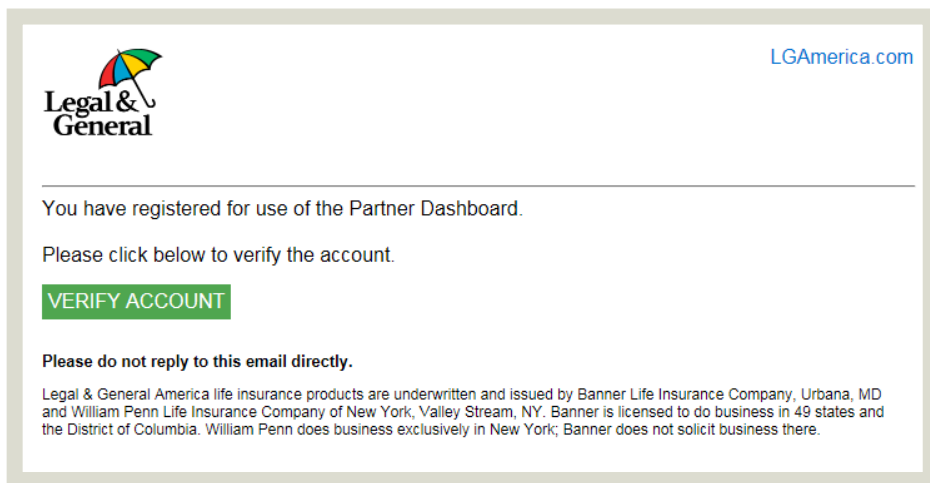 LGAmerica.com
Legal &
General
You have registered for use of the Partner Dashboard.
Please click below to verify the account.
VERIFY ACCOUNT
Please do not reply to this email directly.
Legal & General America life insurance products are underwritten and issued by Banner Life Insurance Company, Urbana, MD
and William Penn Life Insurance Company of New York, Valley Stream, NY. Banner is licensed to do business in 49 states and
the District of Columbia. William Penn does business exclusively in New York; Banner does not solicit business there.